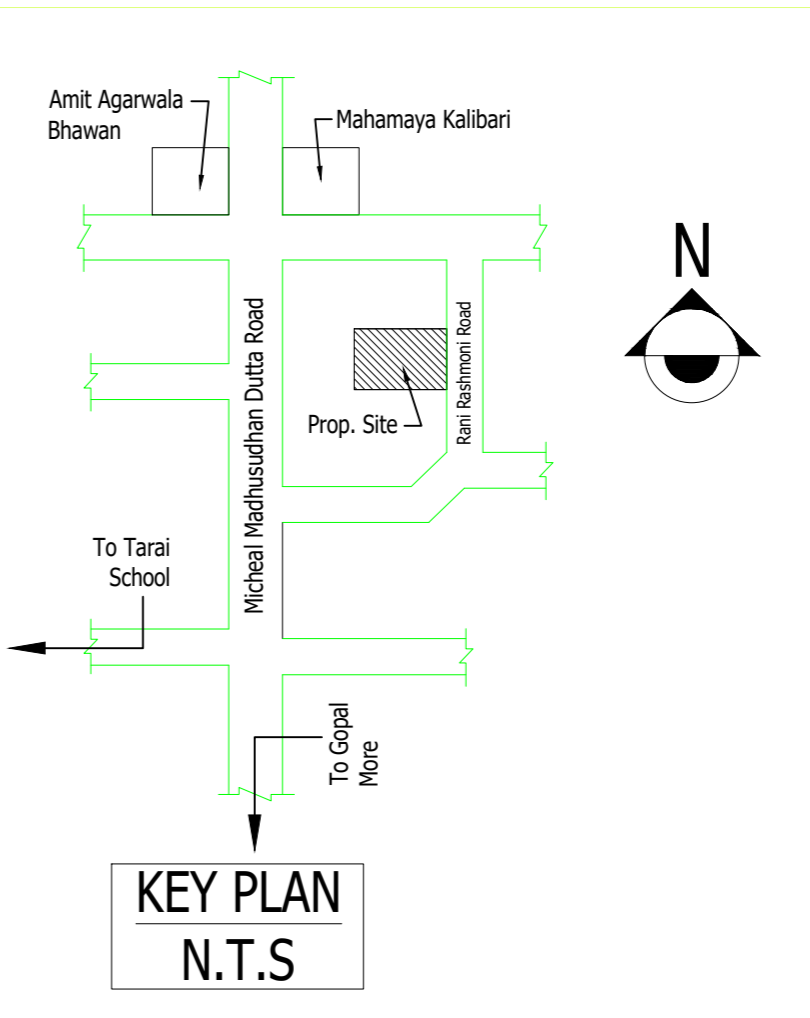 Amit Agarwala
Bhawan
Mahamaya Kalibari
N
Micheal Madhusudhan Dutta Road
Rani Rashmoni Road
Prop. Site
To Tarai
School
To Gopal
More
KEY PLAN
N.T.S